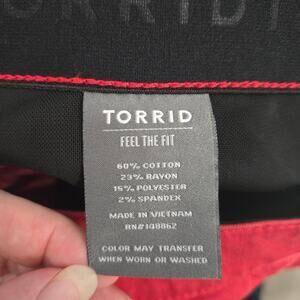 TORRID
TORRID
FEEL THE FIT
60% COTTON
23% RAYON
15% POLYESTER
2% SPANDEX
MADE IN VIETNAM
RN#148862
COLOR MAY TRANSFER
WHEN WORN OR WASHED